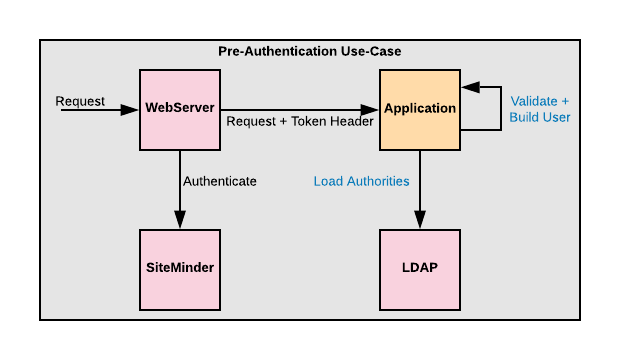 Pre-Authentication Use-Case
Request
WebServer
Request + Token Header
Application
Validate +
Build User
Authenticate
Load Authorities
SiteMinder
LDAP